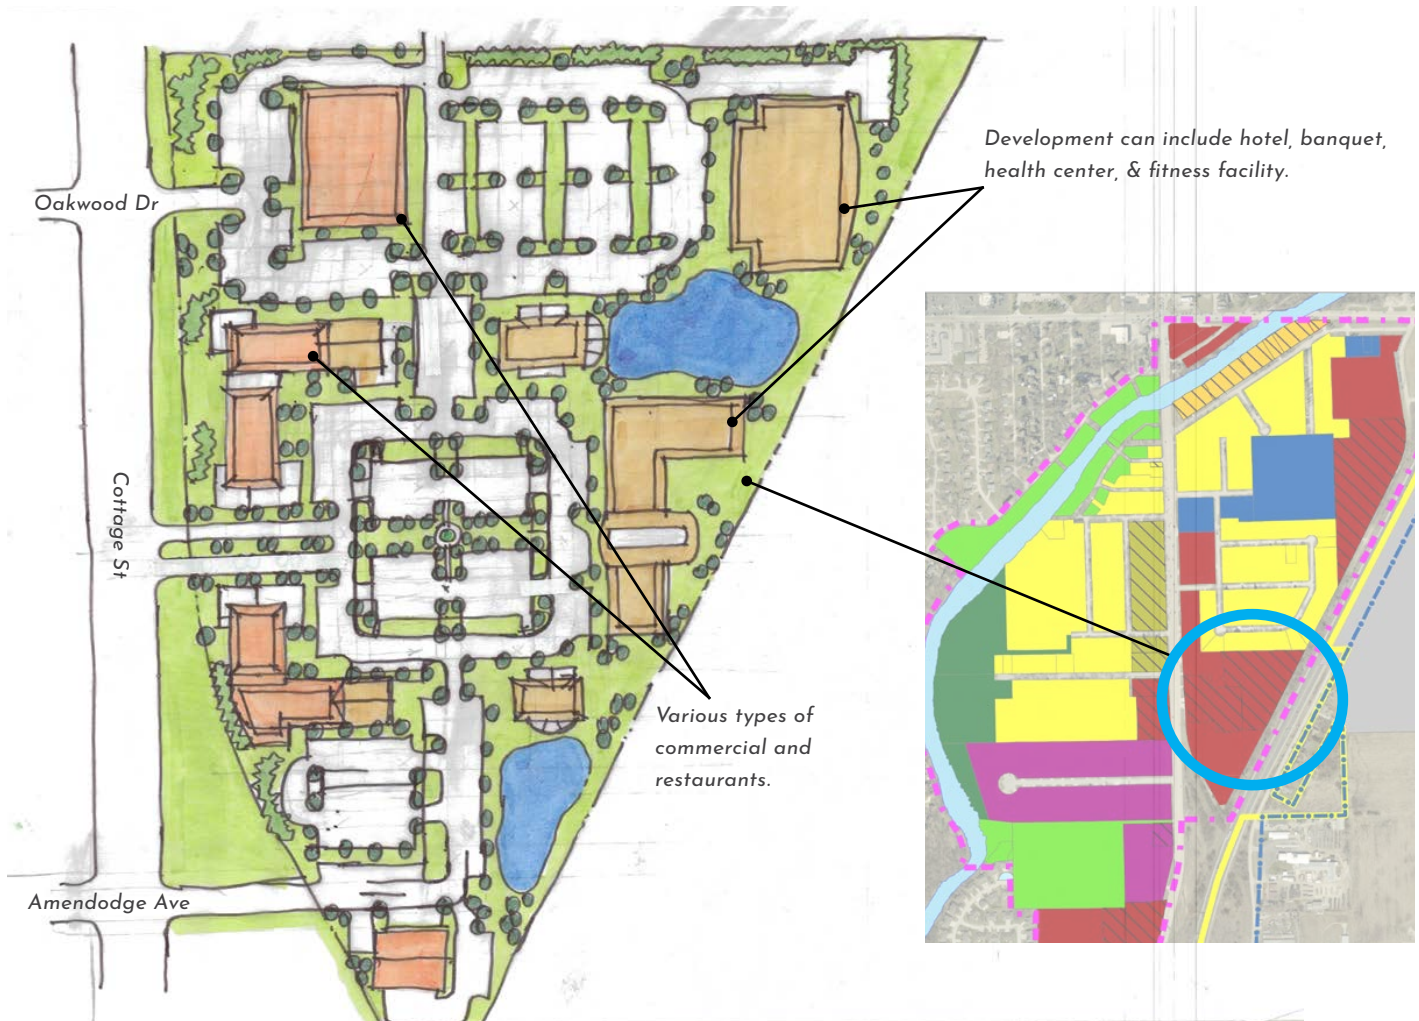 Development can include hotel, banquet,
health center, & fitness facility.
Oakwood Dr
Cottage St
Various types of
commercial and
restaurants.
Amendodge Ave